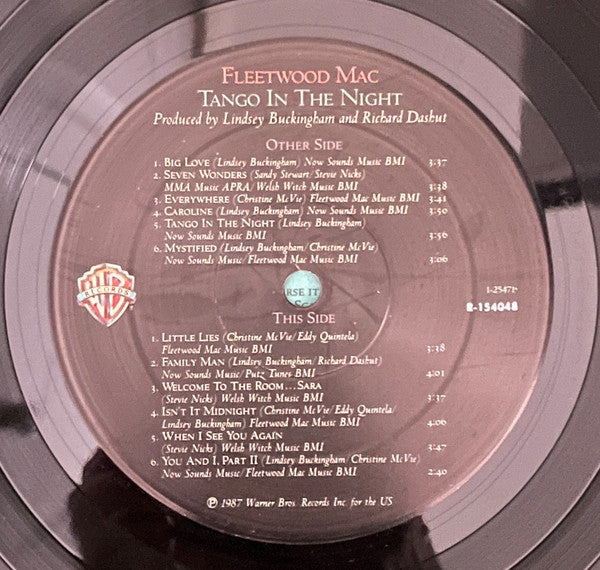 FLEETWOOD MAC
TANGO IN THE NIGHT
Produced by Lindsey Buckingham and Richard Dashut
OTHER SIDE
1. BIG LOVE (Lindsey Buckingham) Now Sounds Music BMI 3:37
2. SEVEN WONDERS (Sandy Stewart/Stevie Nicks)
MMA Music APRA/Welsh Witch Music BMI 3:38
3. EVERYWHERE (Christine McVie) Fleetwood Mac Music BMI 3:41
4. CAROLINE (Lindsey Buckingham) Now Sounds Music BMI 3:50
5. TANGO IN THE NIGHT (Lindsey Buckingham)
Now Sounds Music BMI 3:56
6. MYSTIFIED (Lindsey Buckingham/Christine McVie)
Now Sounds Music/Fleetwood Mac Music BMI 3:06
RSE IT
1-25471
R-154048
RECORDS
THIS SIDE
1. LITTLE LIES (Christine McVie/Eddy Quintela)
Fleetwood Mac Music BMI 3:38
2. FAMILY MAN (Lindsey Buckingham/Richard Dashut)
Now Sounds Music/Putz Tunes BMI 4:01
3. WELCOME TO THE ROOM...SARA
(Stevie Nicks) Welsh Witch Music BMI 3:37
4. ISN'T IT MIDNIGHT (Christine McVie/Eddy Quintela/
Lindsey Buckingham) Fleetwood Mac Music BMI 4:06
5. WHEN I SEE YOU AGAIN
(Stevie Nicks) Welsh Witch Music BMI 3:47
6. YOU AND I, PART II (Lindsey Buckingham/Christine McVie)
Now Sounds Music/Fleetwood Mac Music BMI 2:40
℗ 1987 Warner Bros. Records Inc. for the US